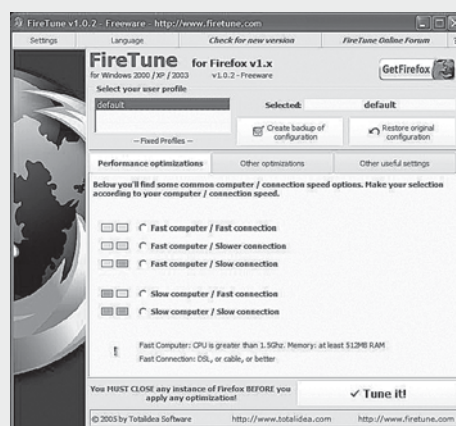 FireTune v1.0.2 - Freeware - http://www.firetune.com
Settings Language Check for new version FireTune Online Forum ?
FireTune for Firefox v1.x
for Windows 2000 / XP / 2003 v1.0.2 - Freeware
GetFirefox
Select your user profile
default
Selected: default
-- Fixed Profiles --
Create backup of configuration
Restore original configuration
Performance optimizations Other optimizations Other useful settings
Below you'll find some common computer / connection speed options. Make your selection
according to your computer / connection speed.
Fast computer / Fast connection
Fast computer / Slower connection
Fast computer / Slow connection
Slow computer / Fast connection
Slow computer / Slow connection
! Fast Computer: CPU is greater than 1.5Ghz. Memory: at least 512MB RAM
Fast Connection: DSL, or cable, or better
You MUST CLOSE any instance of Firefox BEFORE you
apply any optimization!
✓ Tune it!
© 2005 by Totalidea Software http://www.totalidea.com http://www.firetune.com